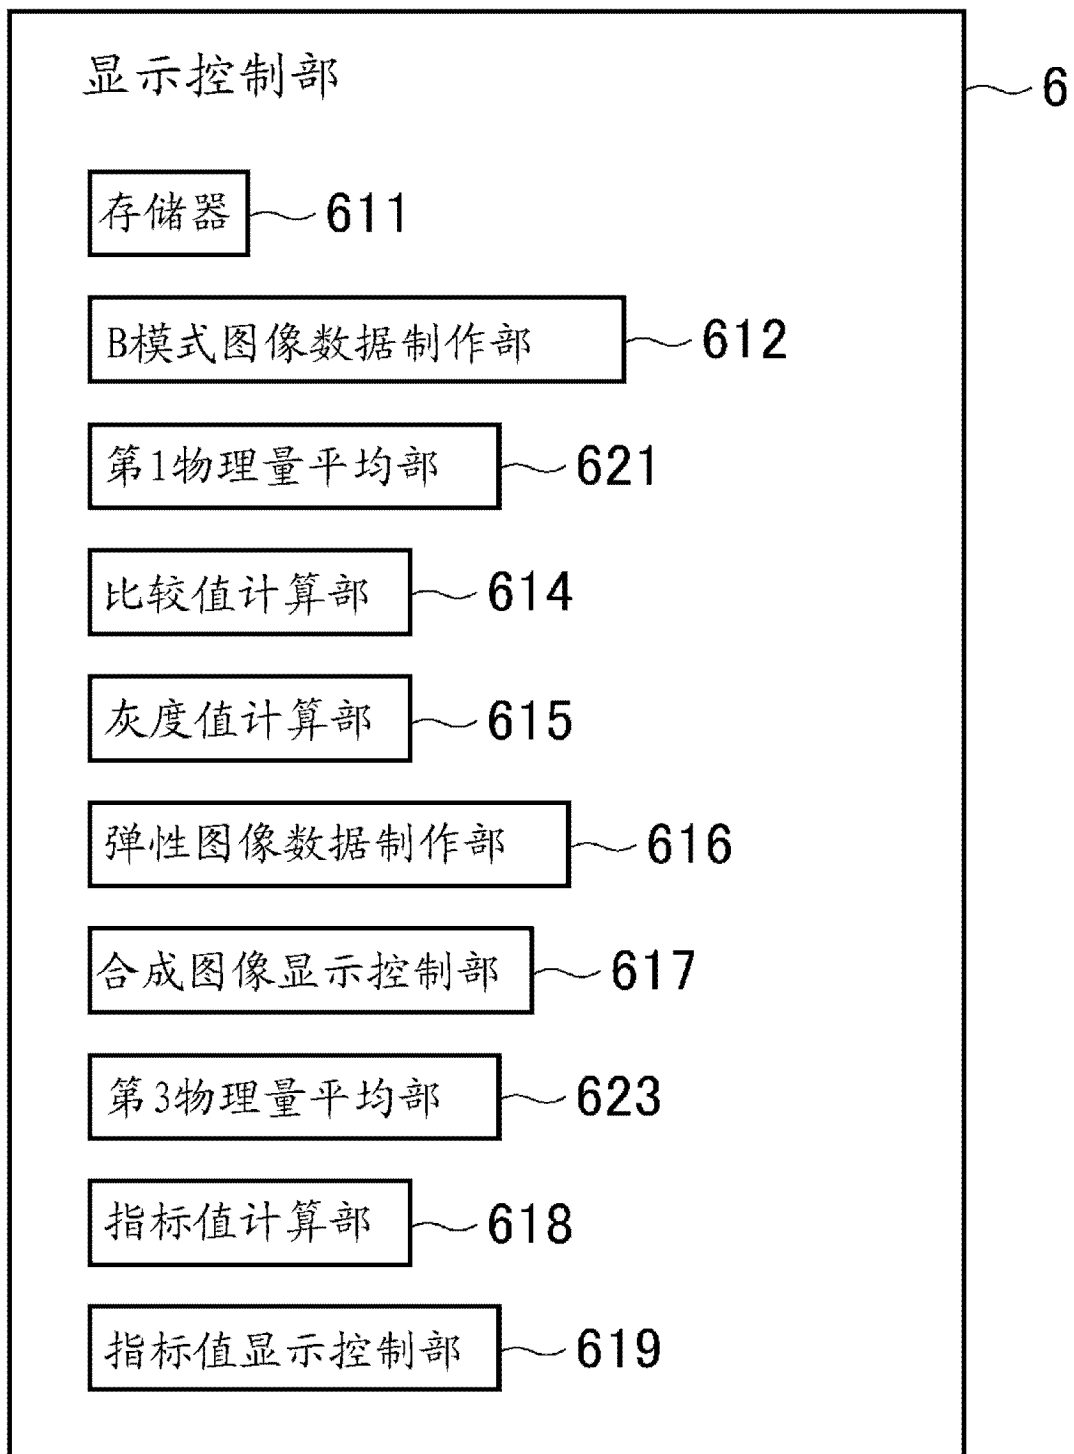 显示控制部
6
存储器 611
B模式图像数据制作部 612
第1物理量平均部 621
比较值计算部 614
灰度值计算部 615
弹性图像数据制作部 616
合成图像显示控制部 617
第3物理量平均部 623
指标值计算部 618
指标值显示控制部 619